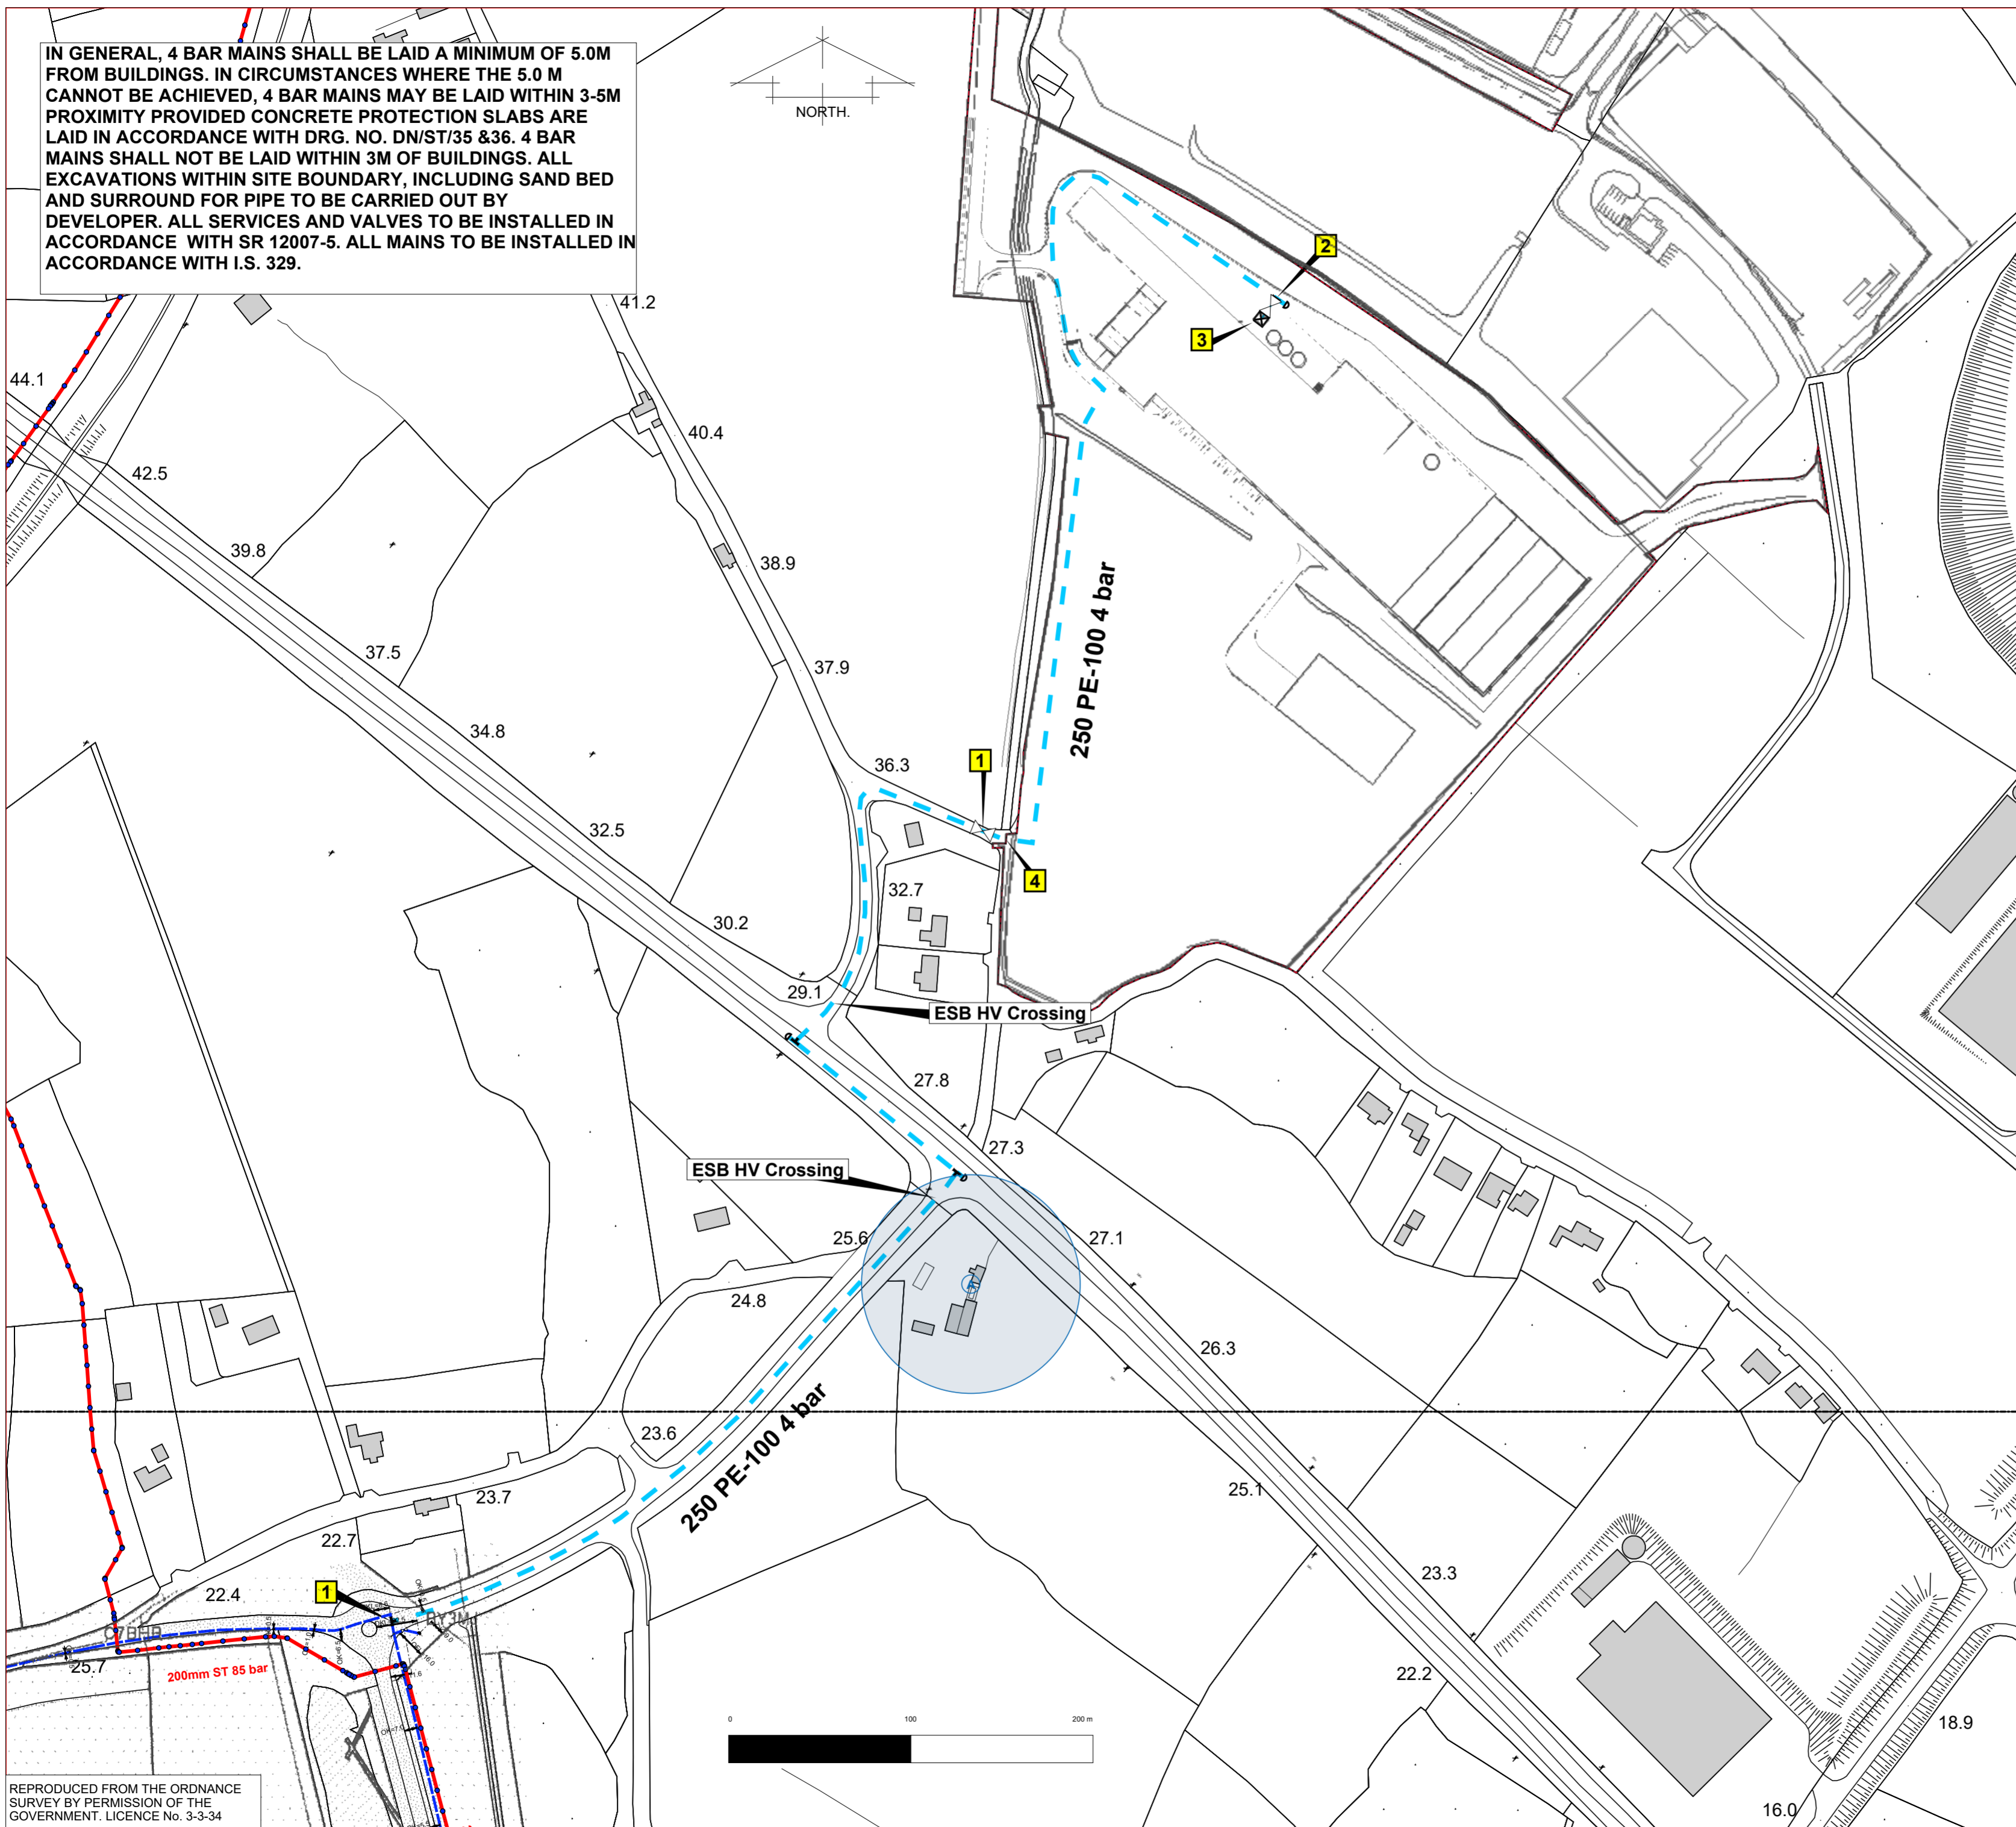 IN GENERAL, 4 BAR MAINS SHALL BE LAID A MINIMUM OF 5.0M
FROM BUILDINGS. IN CIRCUMSTANCES WHERE THE 5.0 M
CANNOT BE ACHIEVED, 4 BAR MAINS MAY BE LAID WITHIN 3-5M
PROXIMITY PROVIDED CONCRETE PROTECTION SLABS ARE
LAID IN ACCORDANCE WITH DRG. NO. DN/ST/35 &36. 4 BAR
MAINS SHALL NOT BE LAID WITHIN 3M OF BUILDINGS. ALL
EXCAVATIONS WITHIN SITE BOUNDARY, INCLUDING SAND BED
AND SURROUND FOR PIPE TO BE CARRIED OUT BY
DEVELOPER. ALL SERVICES AND VALVES TO BE INSTALLED IN
ACCORDANCE WITH SR 12007-5. ALL MAINS TO BE INSTALLED IN
ACCORDANCE WITH I.S. 329.
NORTH.
2
3
41.2
44.1
40.4
42.5
39.8
38.9
250 PE-100 4 bar
37.5
37.9
34.8
36.3
1
32.5
4
32.7
30.2
29.1
ESB HV Crossing
27.8
27.3
ESB HV Crossing
25.6
27.1
24.8
26.3
23.6
250 PE-100 4 bar
23.7
25.1
22.7
22.4
1
23.3
25.7
200mm ST 85 bar
22.2
0
100
200 m
18.9
16.0
REPRODUCED FROM THE ORDNANCE
SURVEY BY PERMISSION OF THE
GOVERNMENT. LICENCE No. 3-3-34